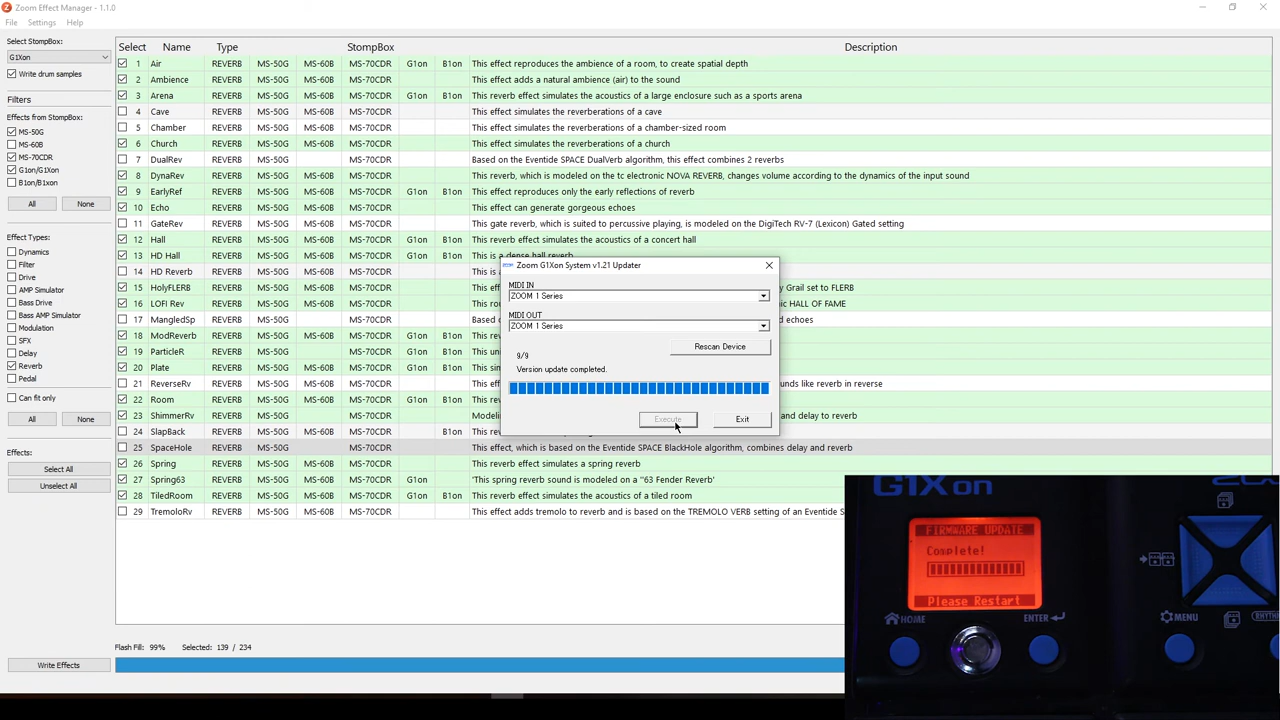 Zoom Effect Manager - 1.1.0
File Settings Help
Select StompBox:
G1Xon
Write drum samples
Filters
Effects from StompBox:
MS-50G
MS-60B
MS-70CDR
G1on/G1Xon
B1on/B1xon
All None
Effect Types:
Dynamics
Filter
Drive
AMP Simulator
Bass Drive
Bass AMP Simulator
Modulation
SFX
Delay
Reverb
Pedal
Can fit only
All None
Effects:
Select All
Unselect All
Write Effects
Select Name Type StompBox Description
1 Air REVERB MS-50G MS-60B MS-70CDR G1on B1on This effect reproduces the ambience of a room, to create spatial depth
2 Ambience REVERB MS-50G MS-60B MS-70CDR This effect adds a natural ambience (air) to the sound
3 Arena REVERB MS-50G MS-60B MS-70CDR G1on B1on This reverb effect simulates the acoustics of a large enclosure such as a sports arena
4 Cave REVERB MS-50G MS-60B MS-70CDR This effect simulates the reverberations of a cave
5 Chamber REVERB MS-50G MS-60B MS-70CDR This effect simulates the reverberations of a chamber-sized room
6 Church REVERB MS-50G MS-60B MS-70CDR This effect simulates the reverberations of a church
7 DualRev REVERB MS-50G MS-70CDR Based on the Eventide SPACE DualVerb algorithm, this effect combines 2 reverbs
8 DynaRev REVERB MS-50G MS-60B MS-70CDR This reverb, which is modeled on the tc electronic NOVA REVERB, changes volume according to the dynamics of the input sound
9 EarlyRef REVERB MS-50G MS-60B MS-70CDR G1on B1on This effect reproduces only the early reflections of reverb
10 Echo REVERB MS-50G MS-60B MS-70CDR This effect can generate gorgeous echoes
11 GateRev REVERB MS-50G MS-60B MS-70CDR This gate reverb, which is suited to percussive playing, is modeled on the DigiTech RV-7 (Lexicon) Gated setting
12 Hall REVERB MS-50G MS-60B MS-70CDR G1on B1on This reverb effect simulates the acoustics of a concert hall
13 HD Hall REVERB MS-50G MS-60B MS-70CDR G1on B1on This is a dense hall reverb
14 HD Reverb REVERB MS-50G MS-60B MS-70CDR This is
15 HolyFLERB REVERB MS-50G MS-60B MS-70CDR This y Grail set to FLERB
16 LOFI Rev REVERB MS-50G MS-60B MS-70CDR This ro nic HALL OF FAME
17 MangledSp REVERB MS-50G MS-70CDR Based moves
18 ModReverb REVERB MS-50G MS-60B MS-70CDR G1on B1on This rev
19 ParticleR REVERB MS-50G MS-60B MS-70CDR G1on B1on This un
20 Plate REVERB MS-50G MS-60B MS-70CDR This sim
21 ReverseRv REVERB MS-50G MS-60B MS-70CDR This eff unds like reverb in reverse
22 Room REVERB MS-50G MS-60B MS-70CDR G1on B1on This rev
23 ShimmerRv REVERB MS-50G MS-70CDR Modelin and delay to reverb
24 SlapBack REVERB MS-50G MS-60B MS-70CDR B1on This rev
25 SpaceHole REVERB MS-50G MS-70CDR This effect, which is based on the Eventide SPACE BlackHole algorithm, combines delay and reverb
26 Spring REVERB MS-50G MS-60B MS-70CDR This reverb effect simulates a spring reverb
27 Spring63 REVERB MS-50G MS-60B MS-70CDR G1on 'This spring reverb sound is modeled on a ''63 Fender Reverb'
28 TiledRoom REVERB MS-50G MS-60B MS-70CDR G1on B1on This reverb effect simulates the acoustics of a tiled room
29 TremoloRv REVERB MS-50G MS-60B MS-70CDR This effect adds tremolo to reverb and is based on the TREMOLO VERB setting of an Eventide S
Flash Fill: 99% Selected: 139 / 234
Zoom G1Xon System v1.21 Updater
MIDI IN
ZOOM 1 Series
MIDI OUT
ZOOM 1 Series
Rescan Device
9/9
Version update completed.
Execute Exit
G1Xon
FIRMWARE UPDATE
Complete!
Please Restart
HOME
ENTER
MENU
RHYTH